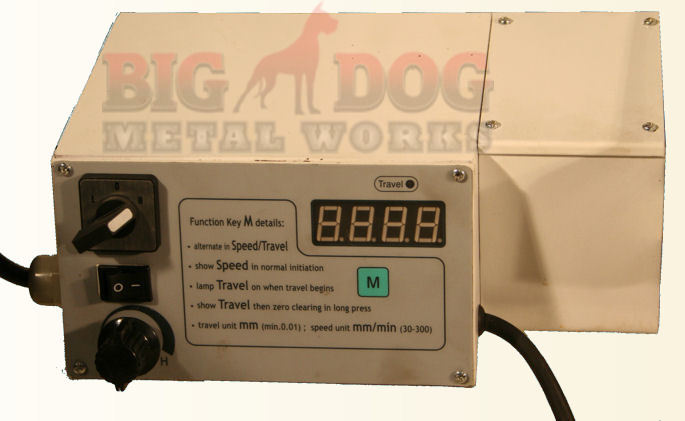 BIG DOG
METAL WORKS
Travel
8.8.8.8.
Function Key M details:
• alternate in Speed/Travel
• show Speed in normal initiation
• lamp Travel on when travel begins
• show Travel then zero clearing in long press
• travel unit mm (min.0.01) ; speed unit mm/min (30-300)
M
O –
H